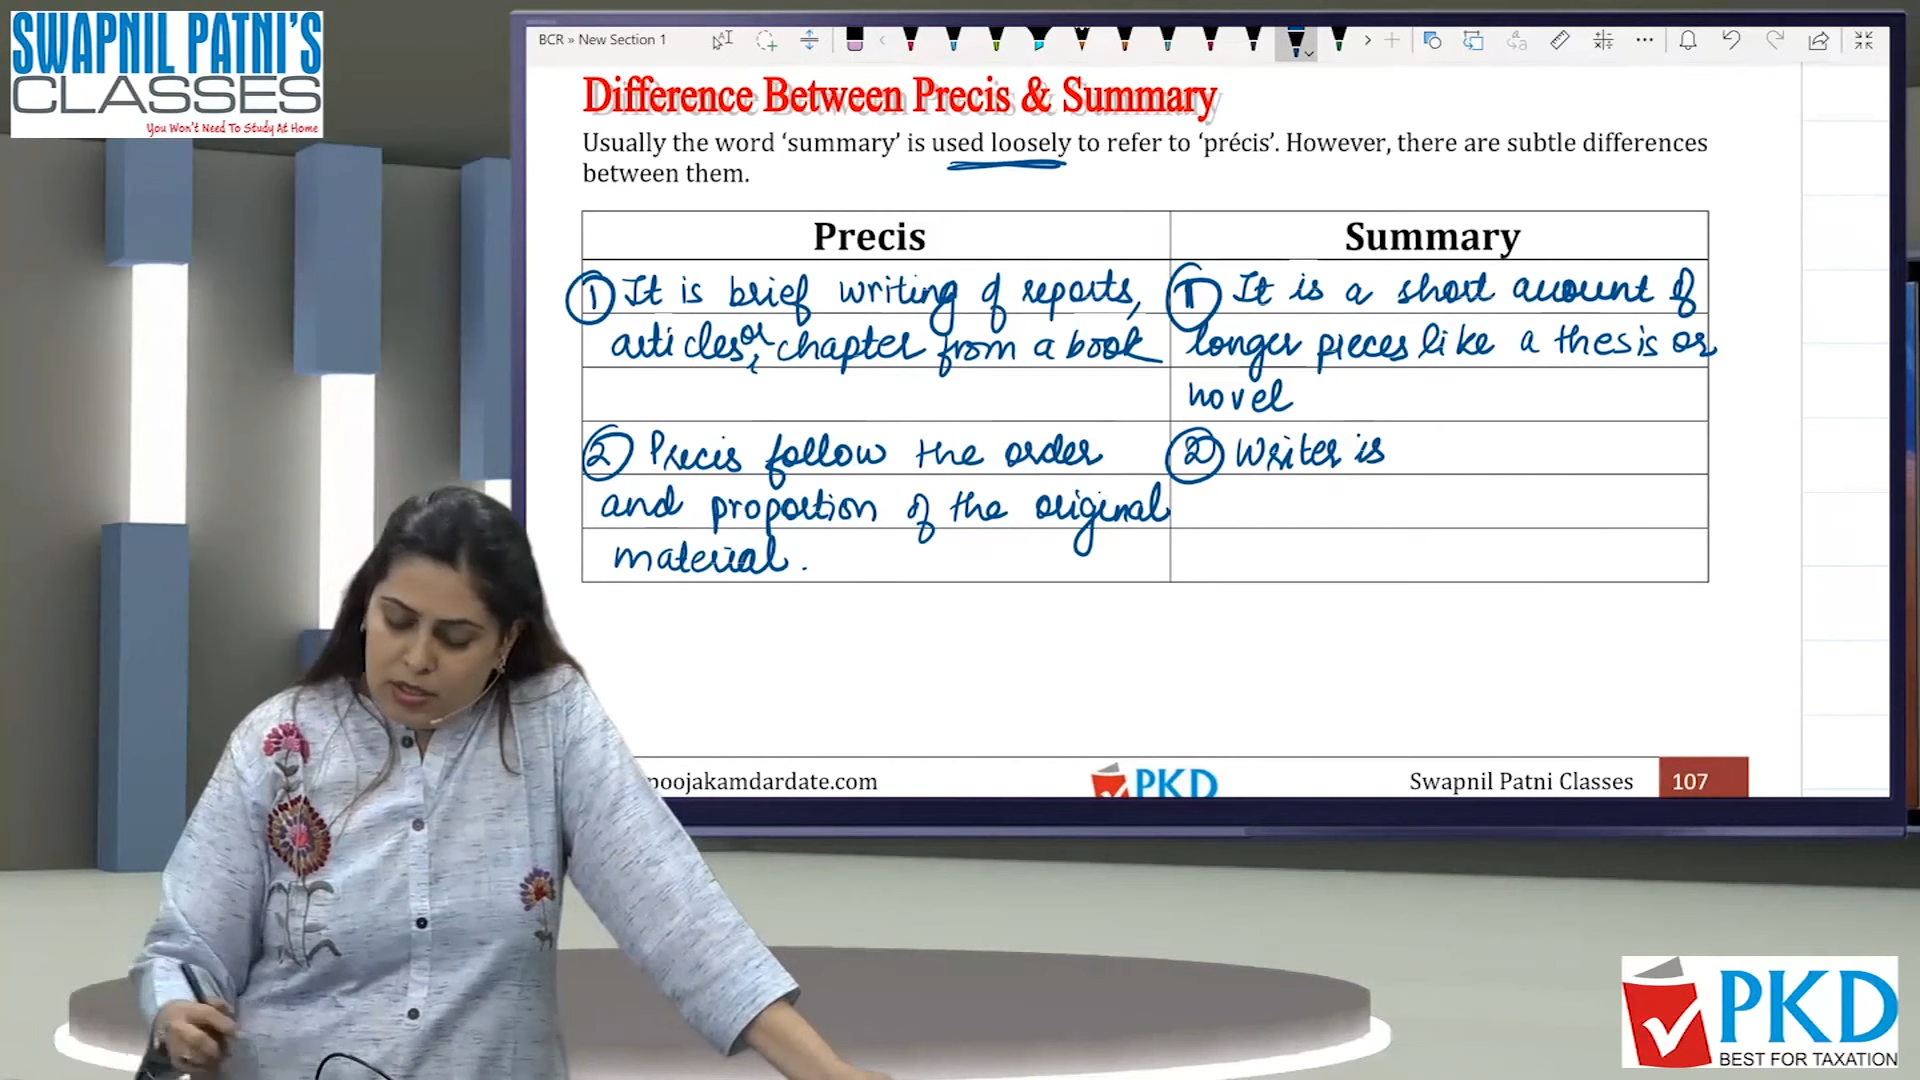 SWAPNIL PATNI'S
CLASSES
You Won't Need To Study At Home
BCR » New Section 1
Difference Between Precis & Summary
Usually the word ‘summary’ is used loosely to refer to ‘précis’. However, there are subtle differences
between them.
Precis
Summary
① It is brief writing of reports,
articles or, chapter from a book
② Precis follow the order
and proportion of the original
material.
① It is a short account of
longer pieces like a thesis or
novel
② Writer is
poojakamdardate.com
PKD
Swapnil Patni Classes
107
PKD
BEST FOR TAXATION